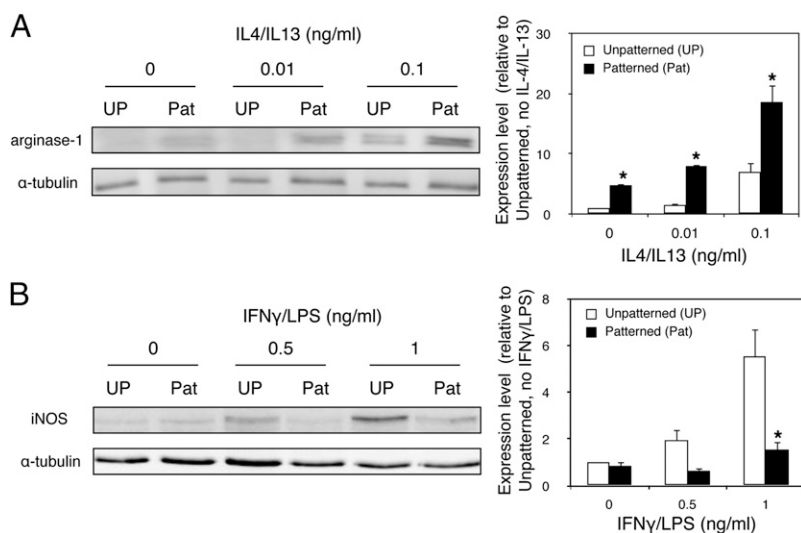 A
IL4/IL13 (ng/ml)
0 0.01 0.1
UP Pat UP Pat UP Pat
arginase-1
α-tubulin
Expression level (relative to
Unpatterned, no IL-4/IL-13)
Unpatterned (UP)
Patterned (Pat)
30
20
10
0
* * *
0 0.01 0.1
IL4/IL13 (ng/ml)
B
IFNγ/LPS (ng/ml)
0 0.5 1
UP Pat UP Pat UP Pat
iNOS
α-tubulin
Expression level (relative to
Unpatterned, no IFNγ/LPS)
Unpatterned (UP)
Patterned (Pat)
8
6
4
2
0
*
0 0.5 1
IFNγ/LPS (ng/ml)